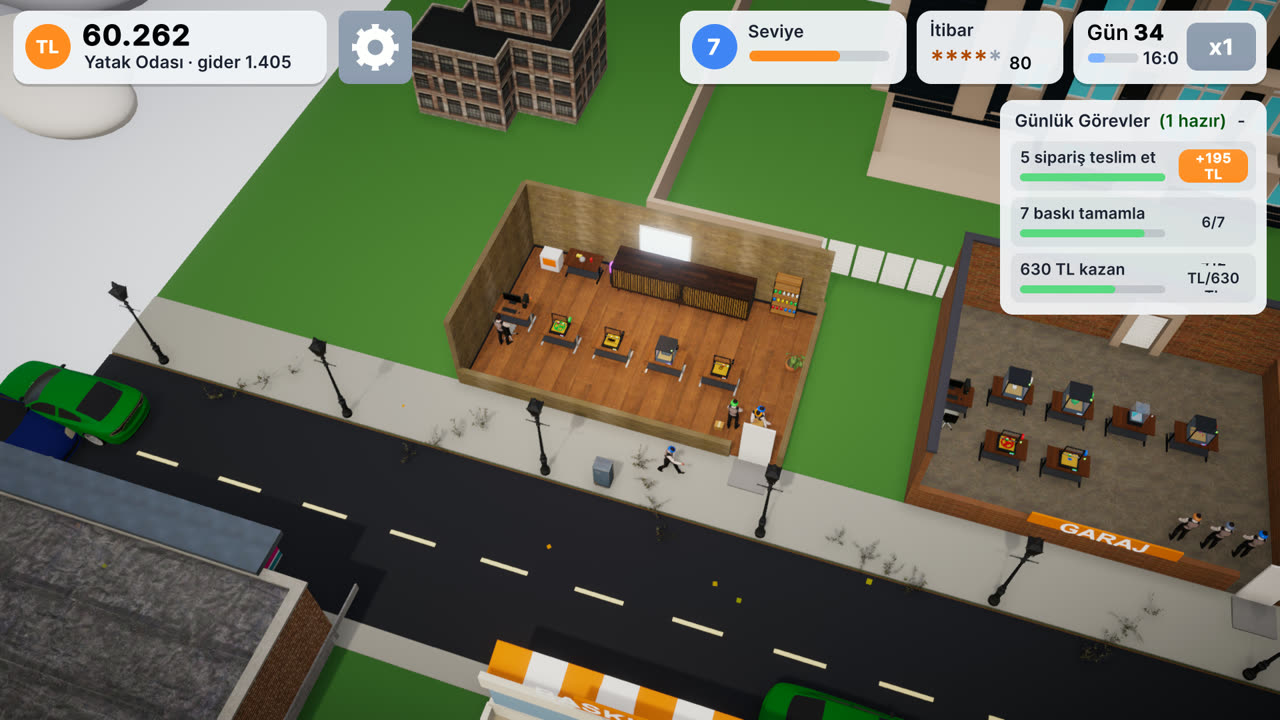 TL
60.262
Yatak Odası · gider 1.405
7
Seviye
İtibar
***** 80
Gün 34
16:0
x1
Günlük Görevler (1 hazır) -
5 sipariş teslim et
+195 TL
7 baskı tamamla
6/7
630 TL kazan
TL/630
GARAJ